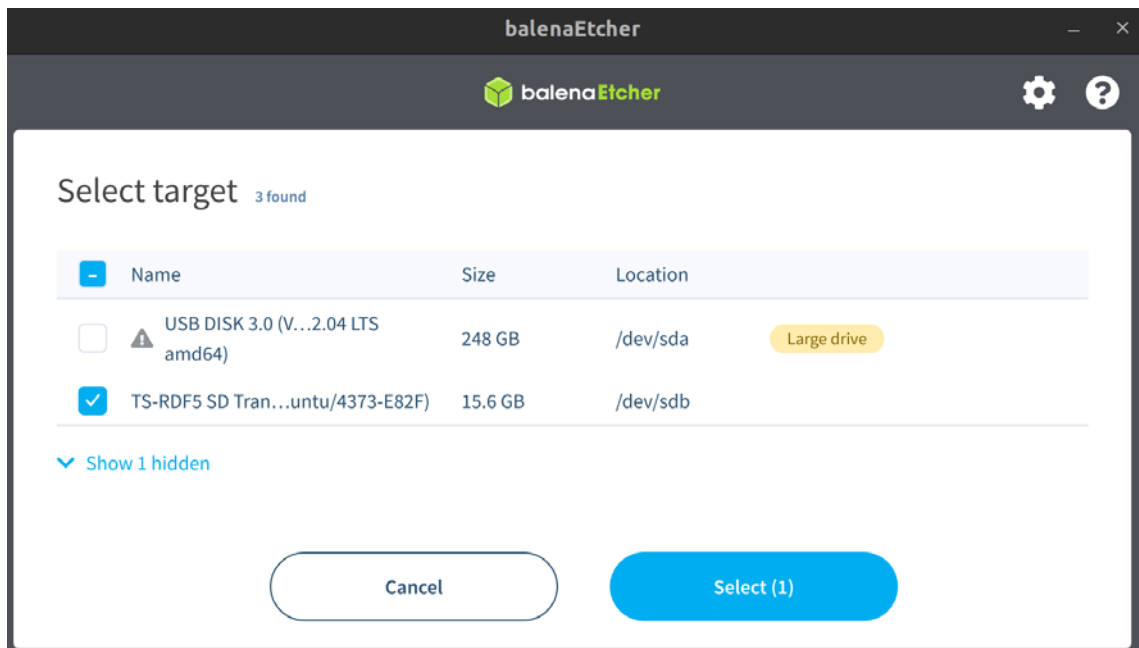 balenaEtcher
balenaEtcher
Select target 3 found
Name Size Location
USB DISK 3.0 (V...2.04 LTS
amd64) 248 GB /dev/sda Large drive
TS-RDF5 SD Tran...untu/4373-E82F) 15.6 GB /dev/sdb
Show 1 hidden
Cancel Select (1)